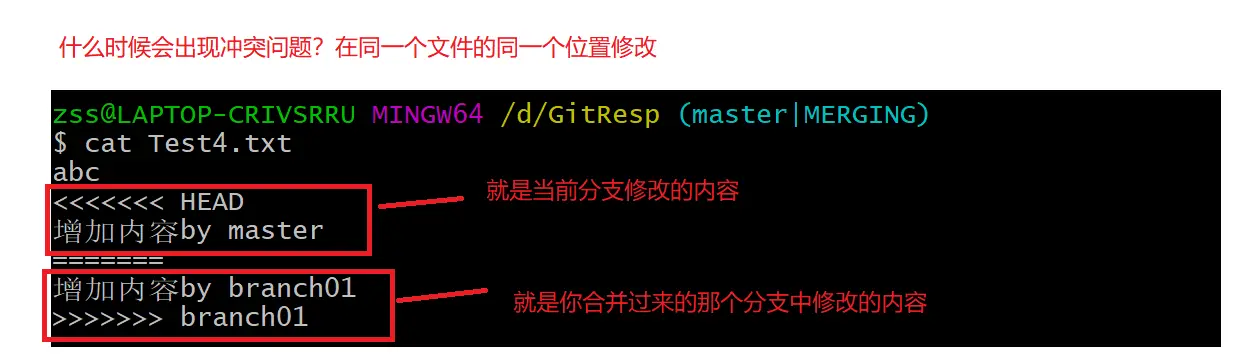 什么时候会出现冲突问题？在同一个文件的同一个位置修改
zss@LAPTOP-CRIVSRRU MINGW64 /d/GitResp (master|MERGING)
$ cat Test4.txt
abc
<<<<<<< HEAD
就是当前分支修改的内容
增加内容by master
=======
增加内容by branch01
就是你合并过来的那个分支中修改的内容
>>>>>>> branch01